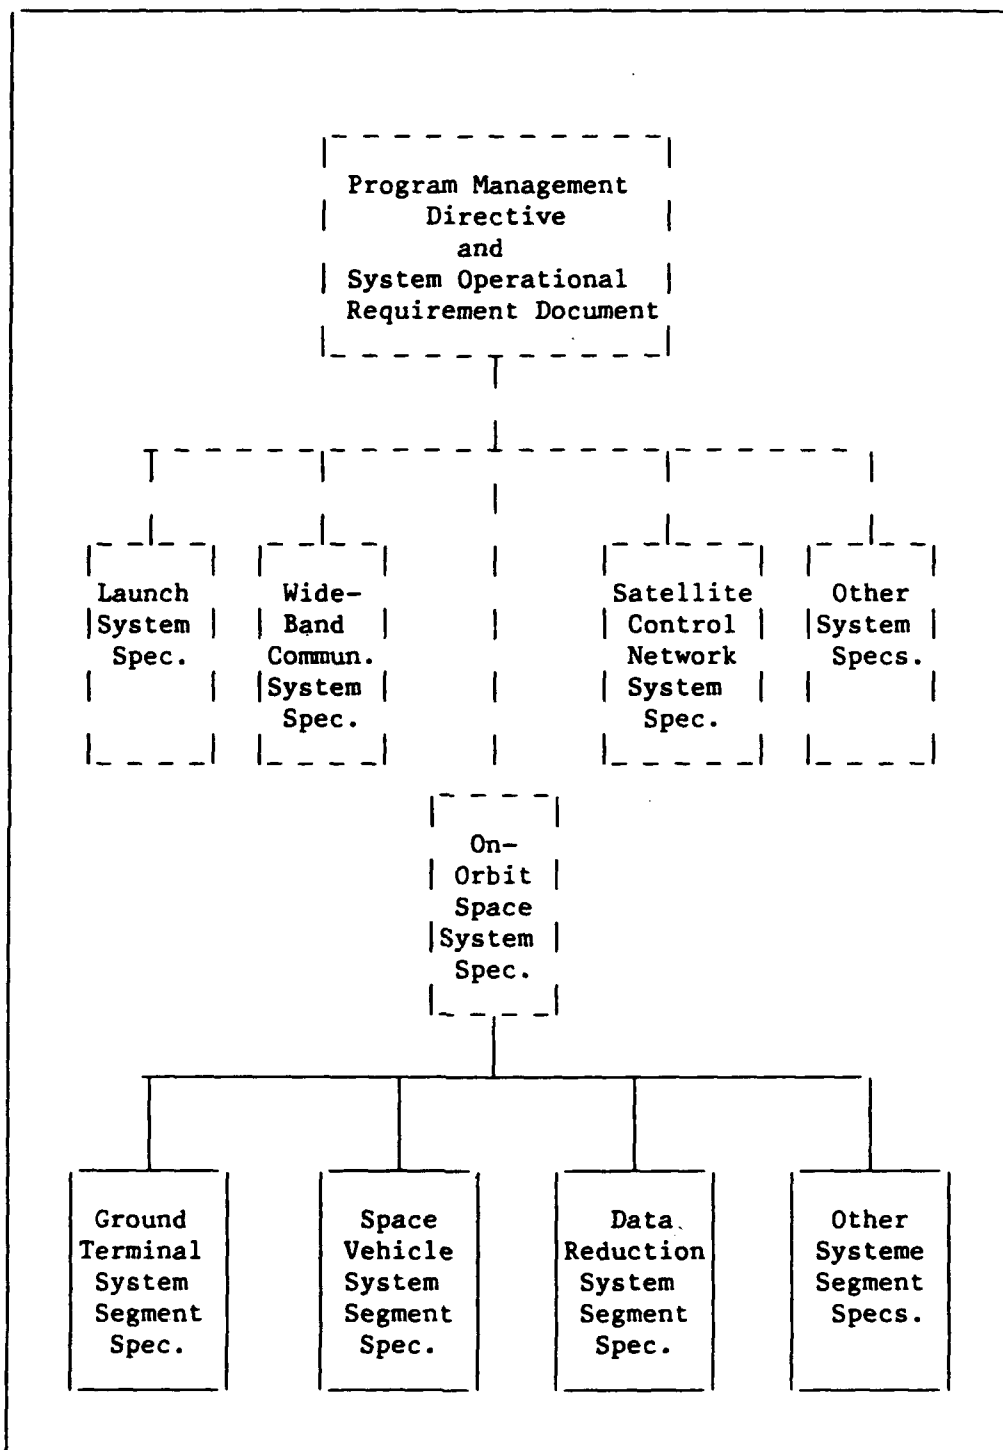 Program Management
Directive
and
System Operational
Requirement Document
Launch
System
Spec.
Wide-
Band
Commun.
System
Spec.
Satellite
Control
Network
System
Spec.
Other
System
Specs.
On-
Orbit
Space
System
Spec.
Ground
Terminal
System
Segment
Spec.
Space
Vehicle
System
Segment
Spec.
Data
Reduction
System
Segment
Spec.
Other
Systeme
Segment
Specs.